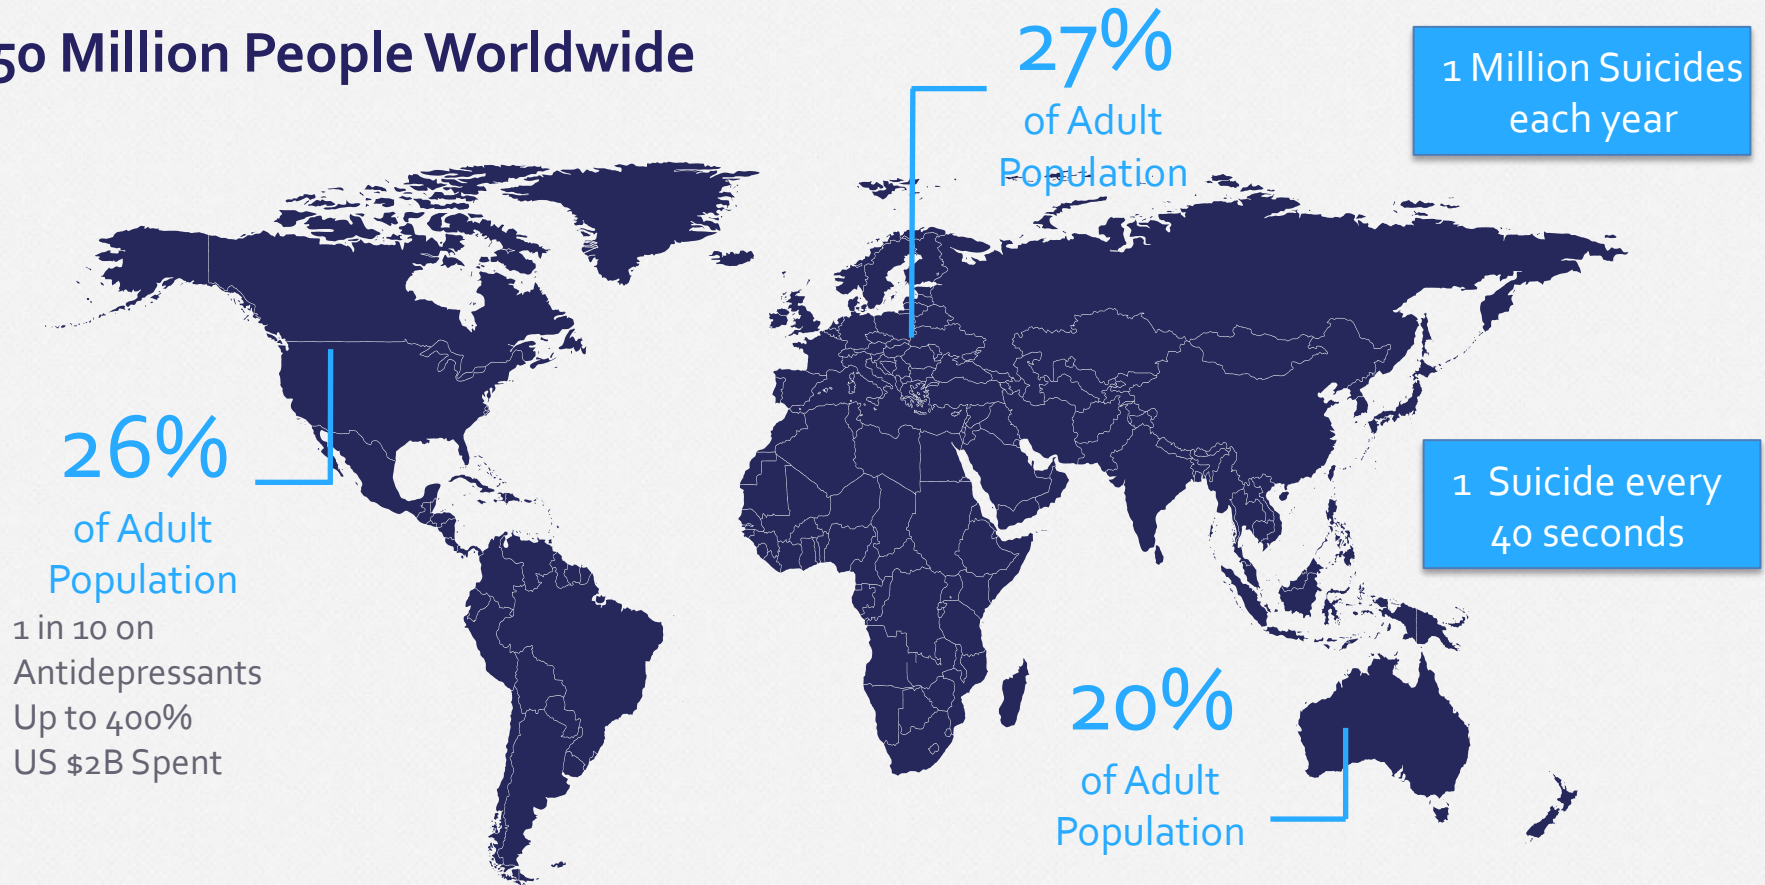 50 Million People Worldwide
27%
of Adult
Population
1 Million Suicides
each year
26%
of Adult
Population
1 in 10 on
Antidepressants
Up to 400%
US $2B Spent
1 Suicide every
40 seconds
20%
of Adult
Population